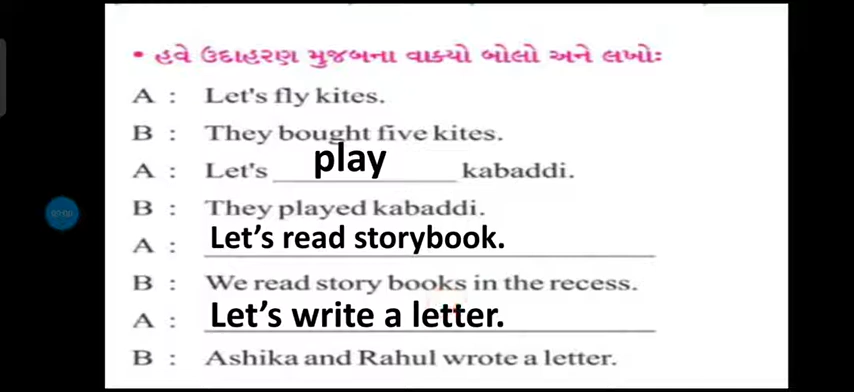 • હવે ઉદાહરણ મુજબના વાક્યો બોલો અને લખોઃ
A : Let's fly kites.
B : They bought five kites.
A : Let's play kabaddi.
B : They played kabaddi.
A : Let's read storybook.
B : We read story books in the recess.
A : Let's write a letter.
B : Ashika and Rahul wrote a letter.